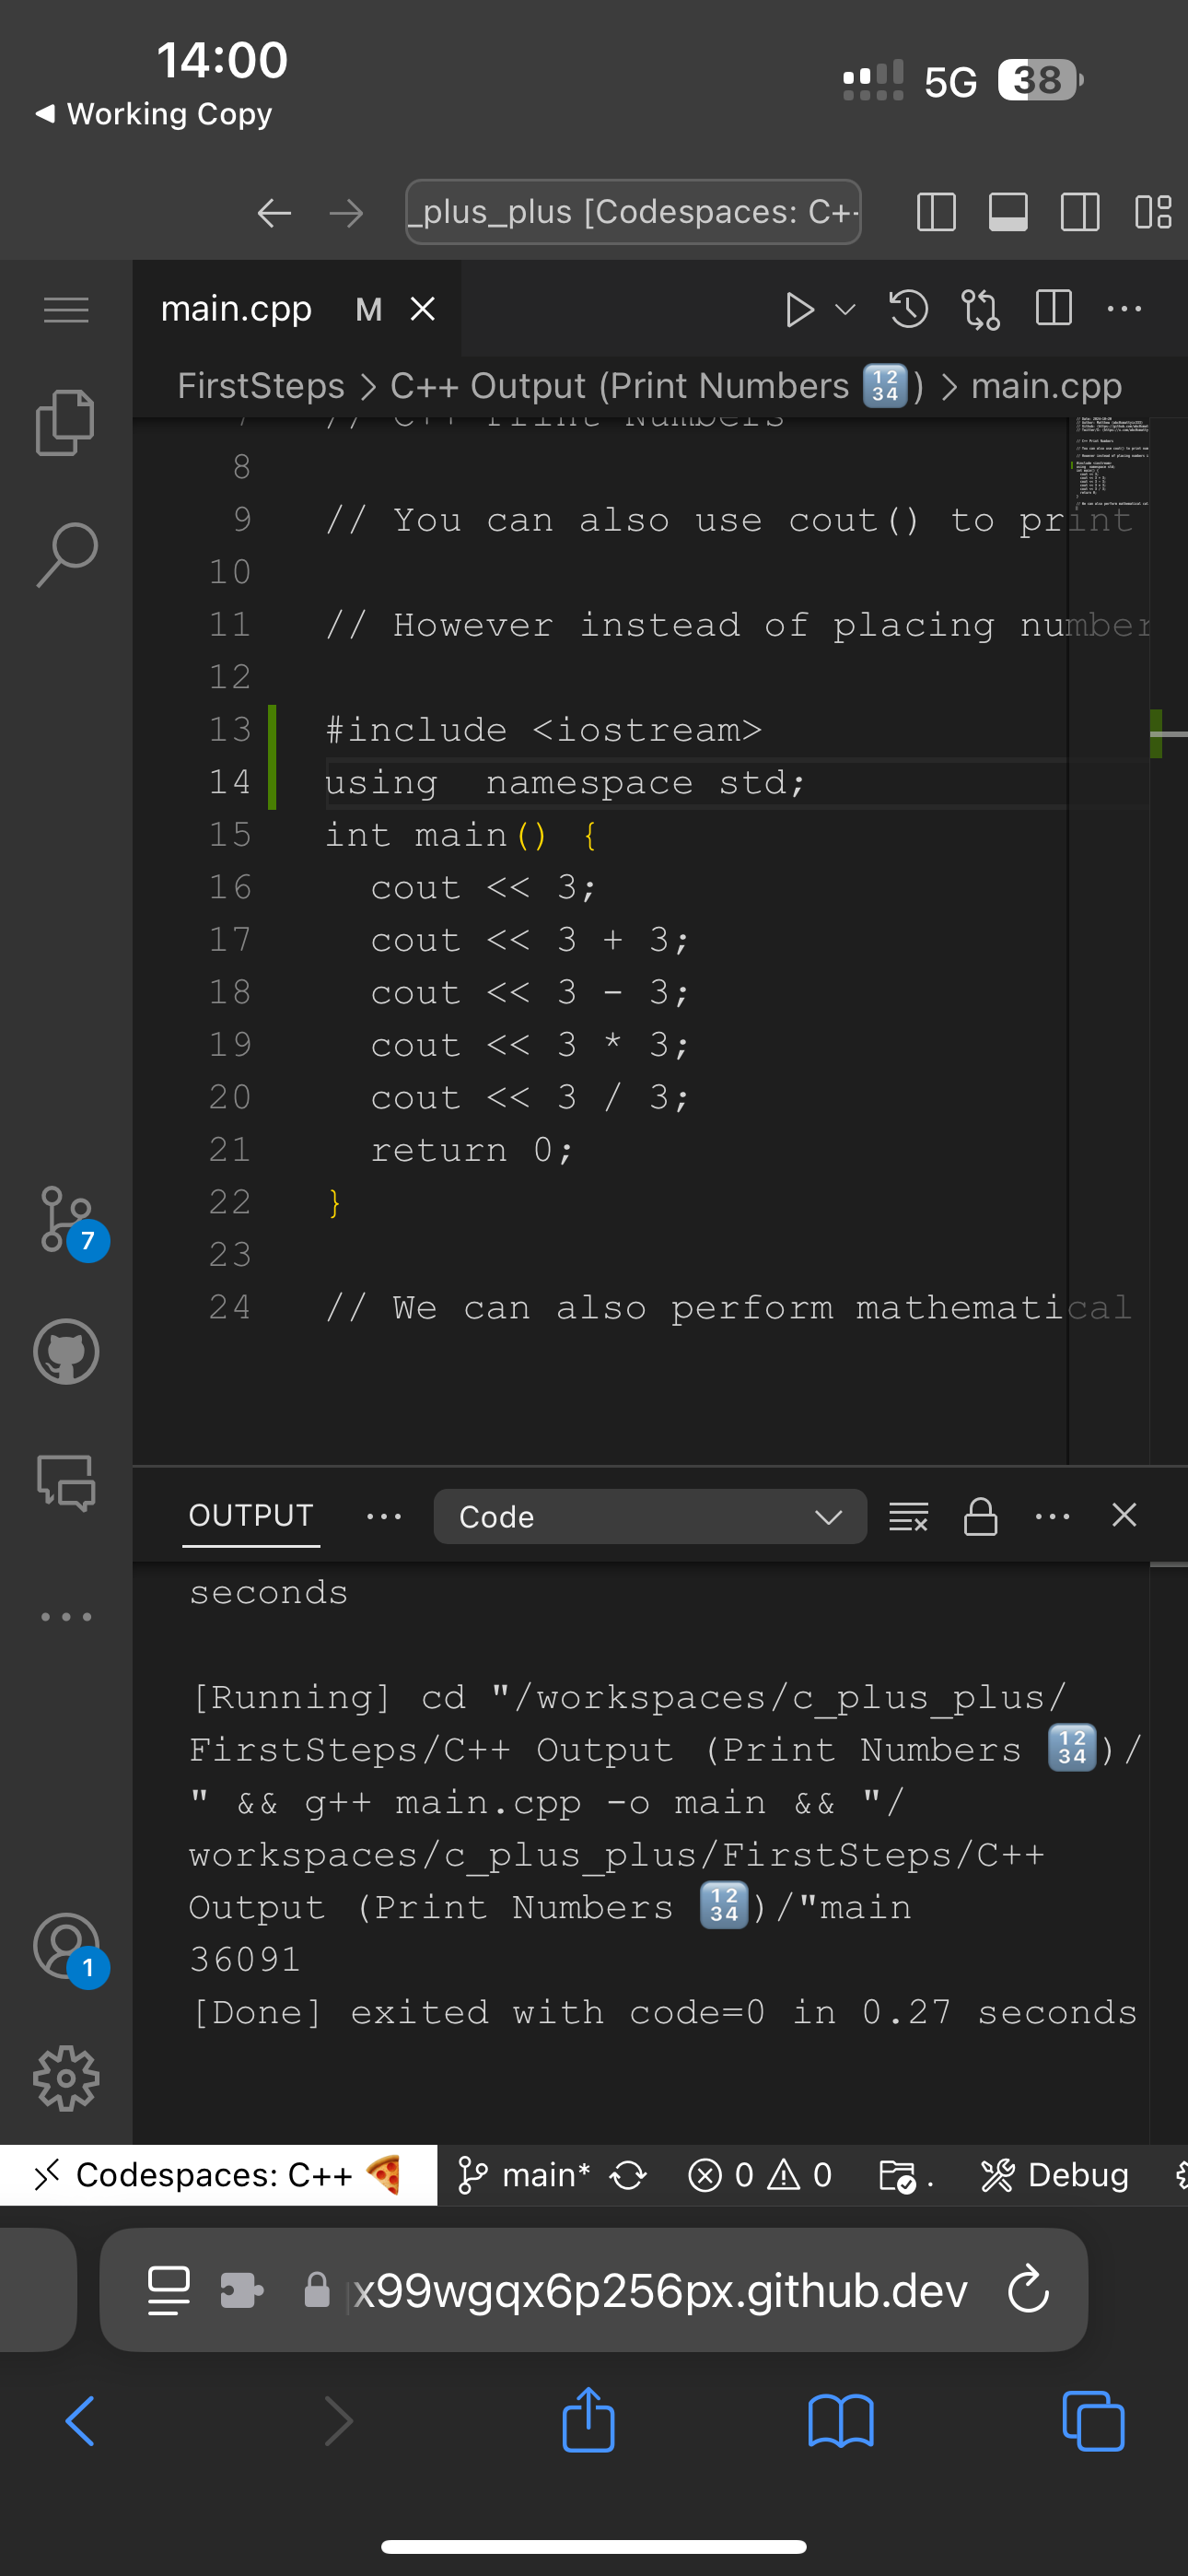 14:00
5G 38
◀ Working Copy
_plus_plus [Codespaces: C+
main.cpp M
FirstSteps > C++ Output (Print Numbers 🔢) > main.cpp
7 // C++ Print Numbers
8
9 // You can also use cout() to print
10
11 // However instead of placing number
12
13 #include <iostream>
14 using  namespace std;
15 int main() {
16   cout << 3;
17   cout << 3 + 3;
18   cout << 3 - 3;
19   cout << 3 * 3;
20   cout << 3 / 3;
21   return 0;
22 }
23
24 // We can also perform mathematical
7
OUTPUT ··· Code
seconds
[Running] cd "/workspaces/c_plus_plus/
FirstSteps/C++ Output (Print Numbers 🔢)/
" && g++ main.cpp -o main && "/
workspaces/c_plus_plus/FirstSteps/C++
Output (Print Numbers 🔢)/"main
36091
[Done] exited with code=0 in 0.27 seconds
1
Codespaces: C++ 🍕 main* 0 0 . Debug
x99wgqx6p256px.github.dev